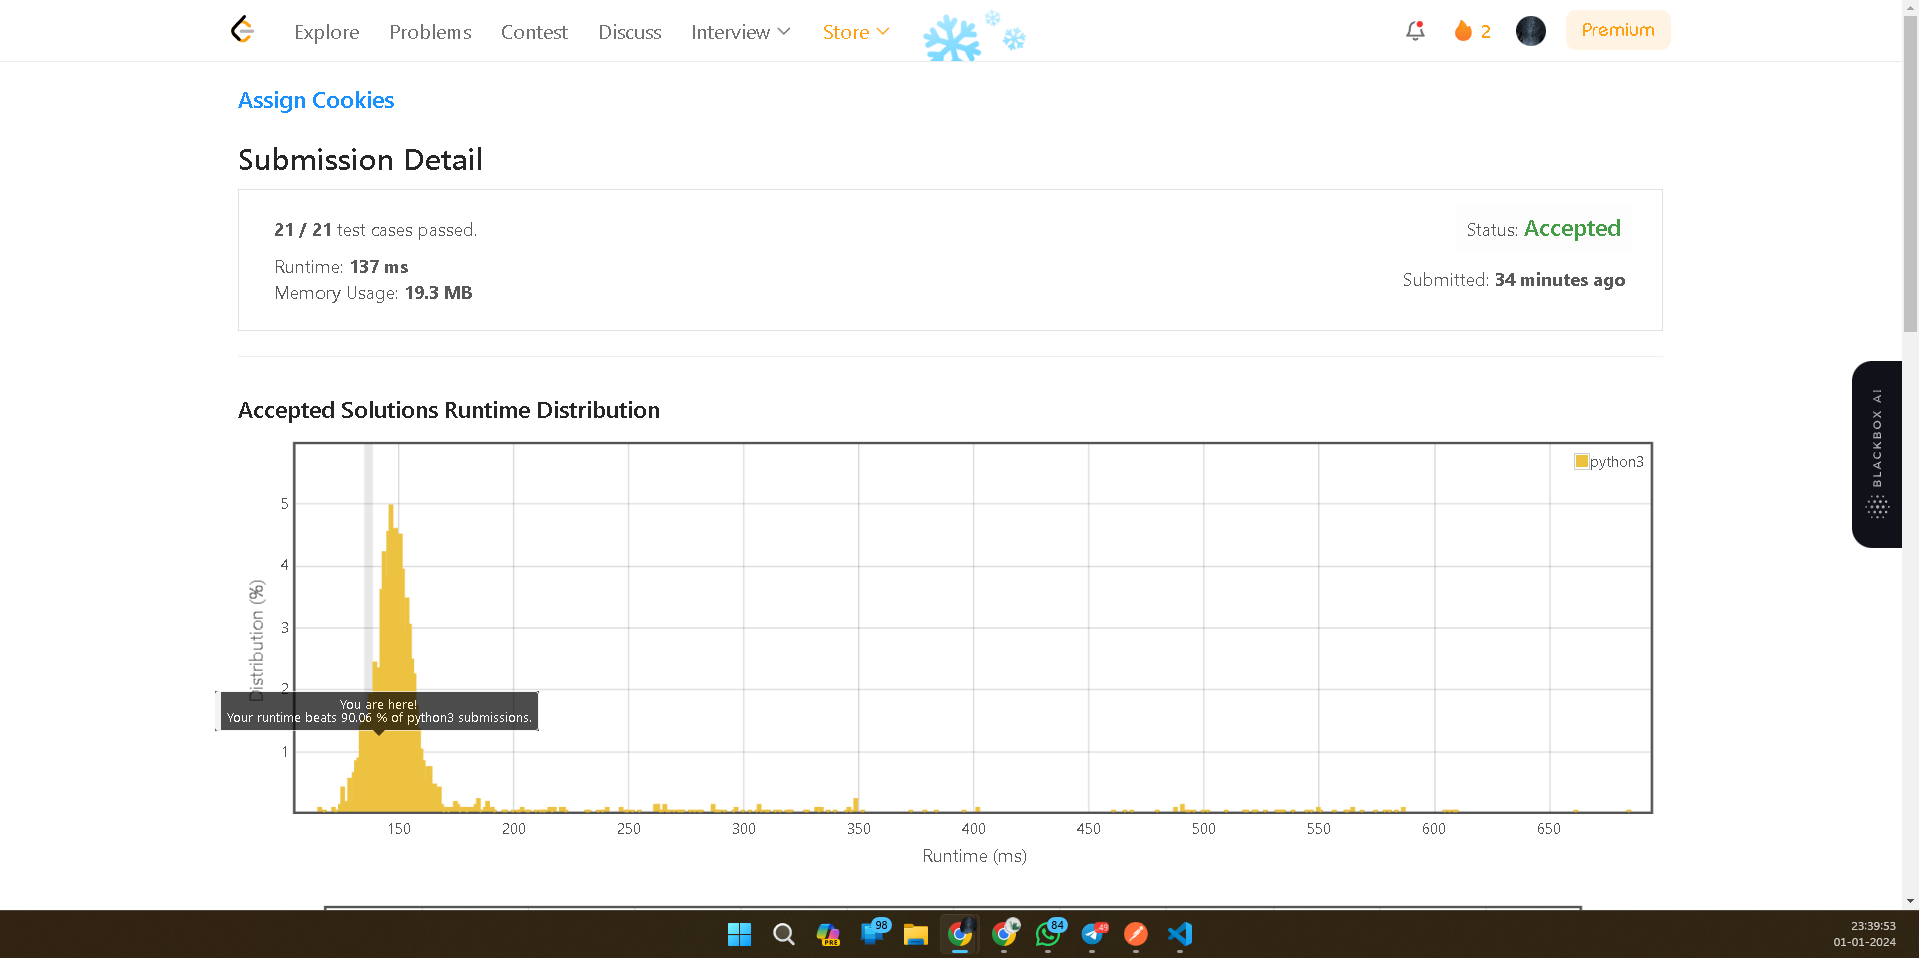 Explore Problems Contest Discuss Interview Store 2 Premium
Assign Cookies
Submission Detail
21 / 21 test cases passed.
Status: Accepted
Runtime: 137 ms
Submitted: 34 minutes ago
Memory Usage: 19.3 MB
Accepted Solutions Runtime Distribution
python3
5
4
3
2
1
Distribution (%)
You are here!
Your runtime beats 90.06 % of python3 submissions.
150 200 250 300 350 400 450 500 550 600 650
Runtime (ms)
BLACKBOX AI
PRE
98
84
49
23:39:53
01-01-2024